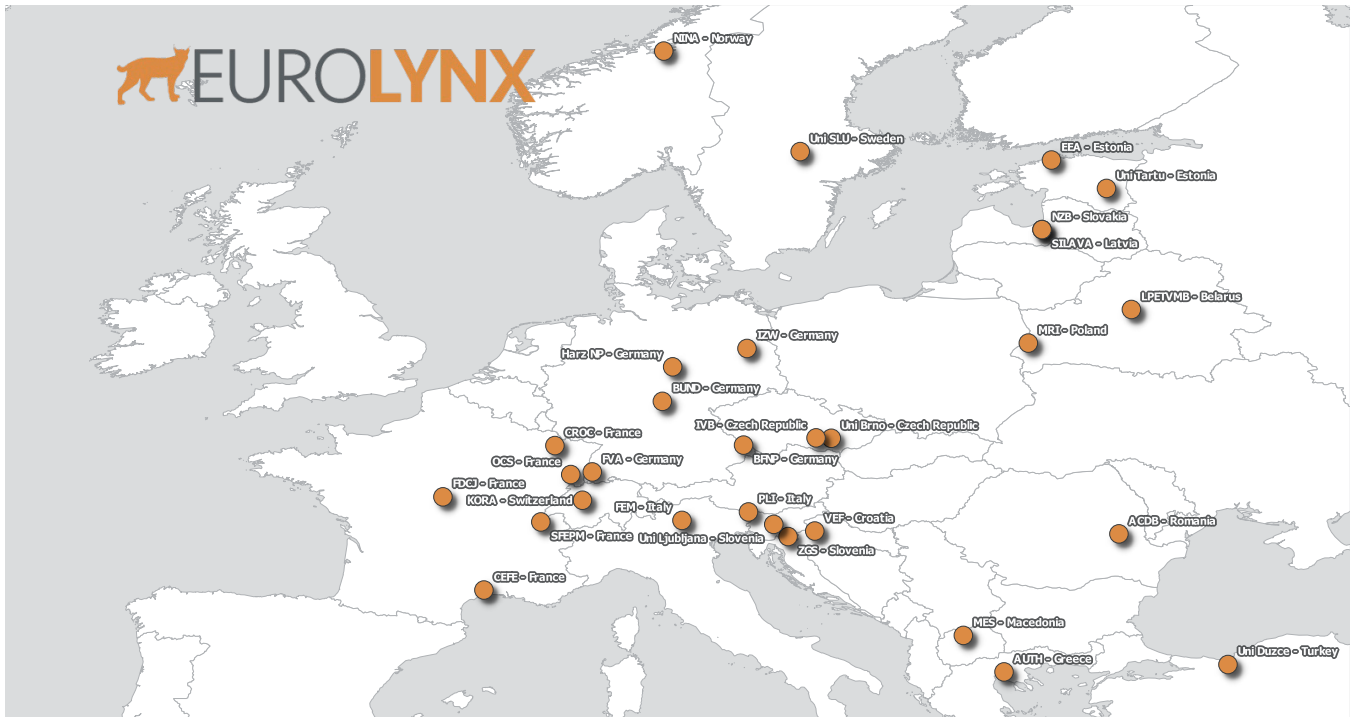 NINA - Norway
EUROLYNX
Uni SLU - Sweden
EEA - Estonia
Uni Tartu - Estonia
NZB - Slovakia
SILAVA - Latvia
LPETVMB - Belarus
MRI - Poland
IZW - Germany
Harz NP - Germany
BUND - Germany
IVB - Czech Republic
Uni Brno - Czech Republic
CROC - France
BFNP - Germany
OCS - France
FVA - Germany
FDCJ - France
KORA - Switzerland
PLI - Italy
FEM - Italy
VEF - Croatia
ACDB - Romania
SFEPM - France
Uni Ljubljana - Slovenia
ZGS - Slovenia
CEFE - France
MES - Macedonia
Uni Duzce - Turkey
AUTH - Greece